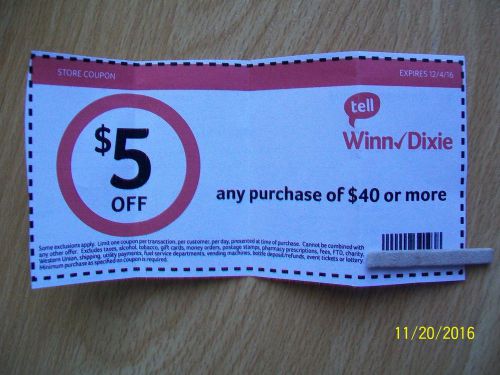 STORE COUPON
EXPIRES 12/4/16
tell
Winn✓Dixie
$5
OFF
any purchase of $40 or more
Some exclusions apply. Limit one coupon per transaction, per customer, per day, presented at time of purchase. Cannot be combined with
any other offer. Excludes taxes, alcohol, tobacco, gift cards, money orders, postage stamps, pharmacy prescriptions, fees, FTD, charity,
Western Union, shipping, utility payments, fuel service departments, vending machines, bottle deposit/refunds, event tickets or lottery.
Minimum purchase as specified on coupon is required.
11/20/2016